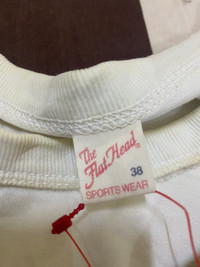 The
Flat Head®
38
SPORTS WEAR